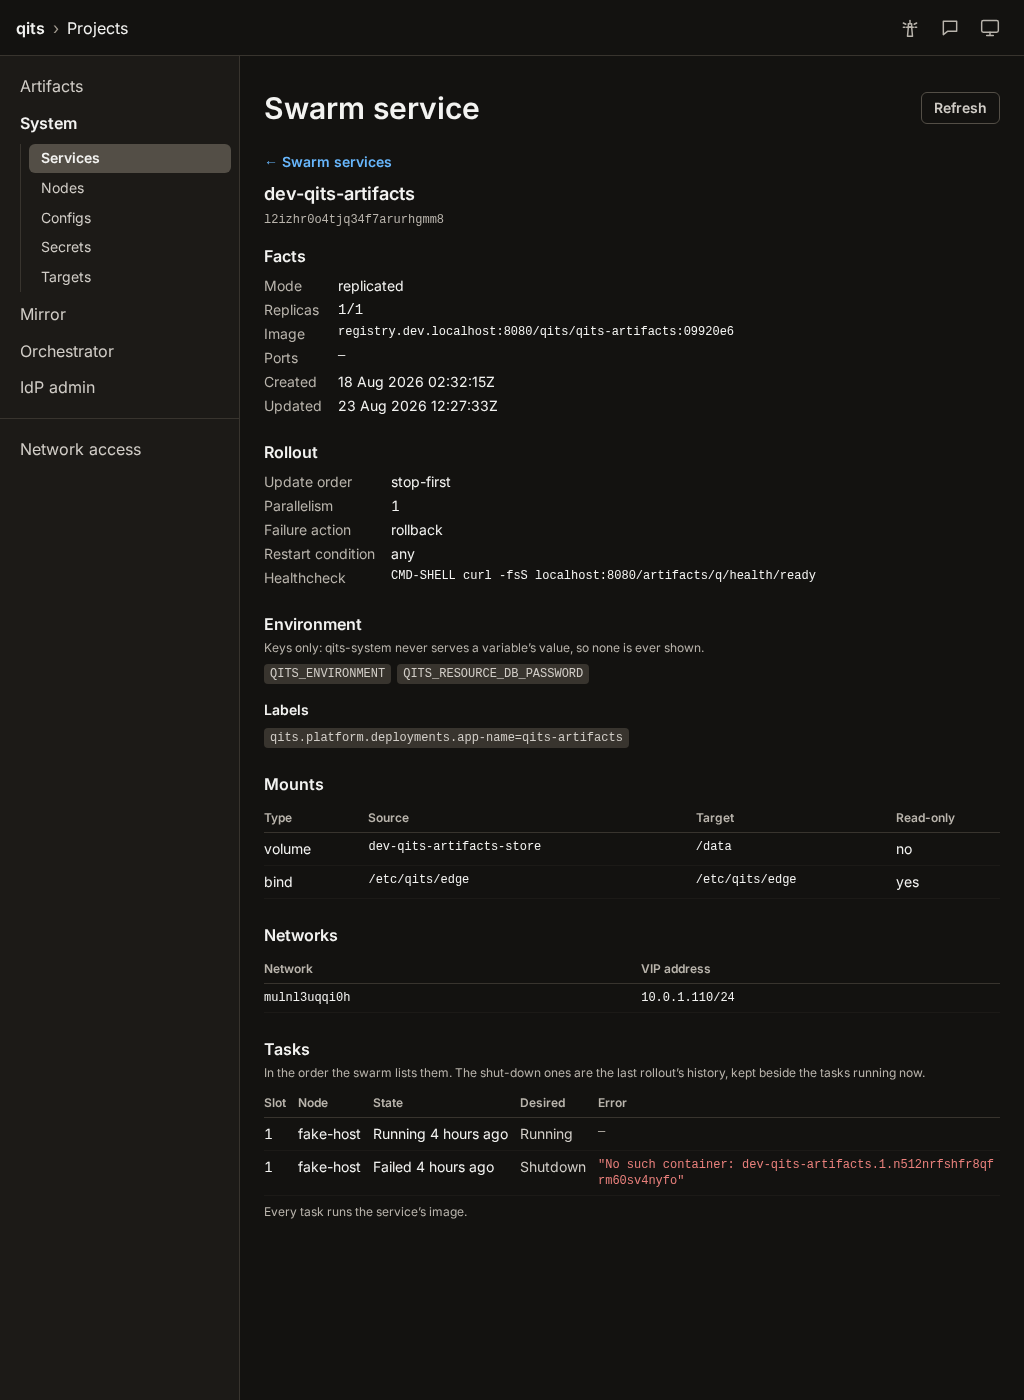 qits › Projects
Artifacts
System
Services
Nodes
Configs
Secrets
Targets
Mirror
Orchestrator
IdP admin
Network access
Swarm service
Refresh
← Swarm services
dev-qits-artifacts
l2izhr0o4tjq34f7arurhgmm8
Facts
Mode replicated
Replicas 1/1
Image registry.dev.localhost:8080/qits/qits-artifacts:09920e6
Ports —
Created 18 Aug 2026 02:32:15Z
Updated 23 Aug 2026 12:27:33Z
Rollout
Update order stop-first
Parallelism 1
Failure action rollback
Restart condition any
Healthcheck CMD-SHELL curl -fsS localhost:8080/artifacts/q/health/ready
Environment
Keys only: qits-system never serves a variable’s value, so none is ever shown.
QITS_ENVIRONMENT QITS_RESOURCE_DB_PASSWORD
Labels
qits.platform.deployments.app-name=qits-artifacts
Mounts
Type Source Target Read-only
volume dev-qits-artifacts-store /data no
bind /etc/qits/edge /etc/qits/edge yes
Networks
Network VIP address
mulnl3uqqi0h 10.0.1.110/24
Tasks
In the order the swarm lists them. The shut-down ones are the last rollout’s history, kept beside the tasks running now.
Slot Node State Desired Error
1 fake-host Running 4 hours ago Running —
1 fake-host Failed 4 hours ago Shutdown "No such container: dev-qits-artifacts.1.n512nrfshfr8qf
rm60sv4nyfo"
Every task runs the service’s image.